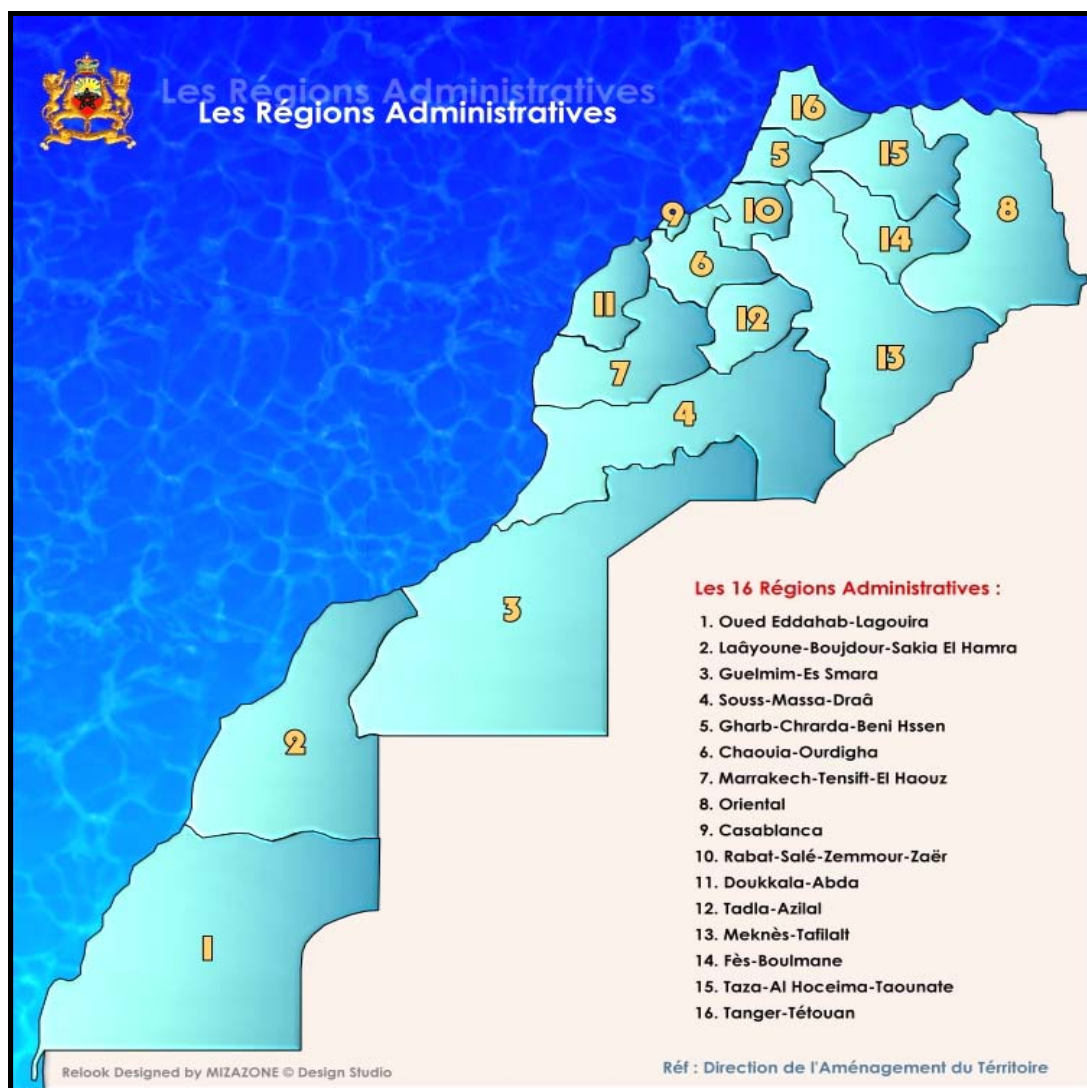 Les Régions Administratives
Les Régions Administratives
16
5
15
10
8
9
14
6
11
12
13
7
4
3
2
1
Les 16 Régions Administratives :
1. Oued Eddahab-Lagouira
2. Laâyoune-Boujdour-Sakia El Hamra
3. Guelmim-Es Smara
4. Souss-Massa-Draâ
5. Gharb-Chrarda-Beni Hssen
6. Chaouia-Ourdigha
7. Marrakech-Tensift-El Haouz
8. Oriental
9. Casablanca
10. Rabat-Salé-Zemmour-Zaër
11. Doukkala-Abda
12. Tadla-Azilal
13. Meknès-Tafilalt
14. Fès-Boulmane
15. Taza-Al Hoceima-Taounate
16. Tanger-Tétouan
Relook Designed by MIZAZONE © Design Studio
Réf : Direction de l'Aménagement du Térritoire